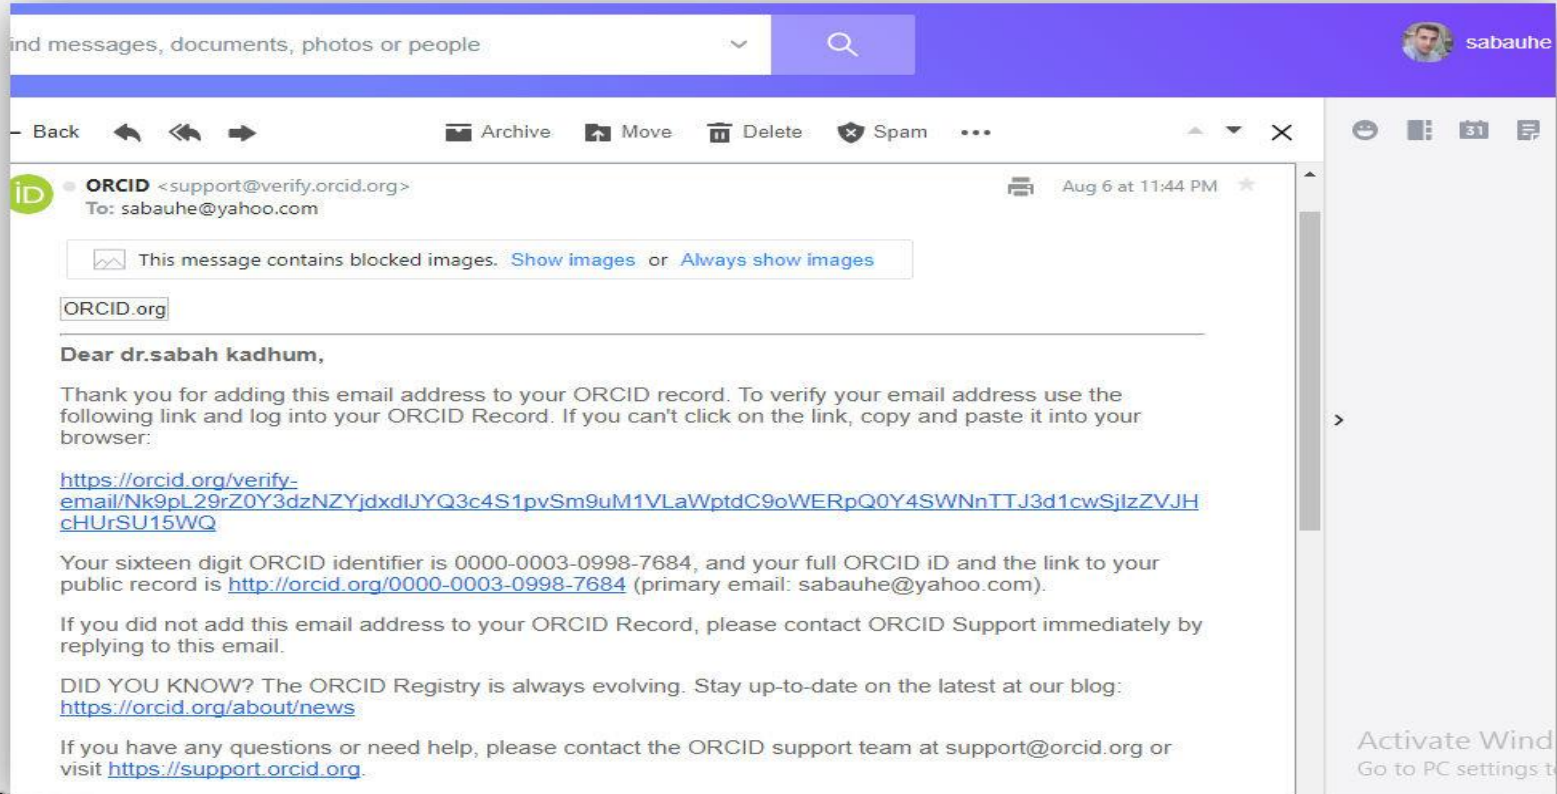 ind messages, documents, photos or people
sabauhe
Back
Archive
Move
Delete
Spam
31
iD
ORCID <support@verify.orcid.org>
Aug 6 at 11:44 PM
To: sabauhe@yahoo.com
This message contains blocked images. Show images or Always show images
ORCID.org
Dear dr.sabah kadhum,
Thank you for adding this email address to your ORCID record. To verify your email address use the
following link and log into your ORCID Record. If you can't click on the link, copy and paste it into your
browser:
https://orcid.org/verify-
email/Nk9pL29rZ0Y3dzNZYjdxdlJYQ3c4S1pvSm9uM1VLaWptdC9oWERpQ0Y4SWNnTTJ3d1cwSjIzZVJH
cHUrSU15WQ
Your sixteen digit ORCID identifier is 0000-0003-0998-7684, and your full ORCID iD and the link to your
public record is http://orcid.org/0000-0003-0998-7684 (primary email: sabauhe@yahoo.com).
If you did not add this email address to your ORCID Record, please contact ORCID Support immediately by
replying to this email.
DID YOU KNOW? The ORCID Registry is always evolving. Stay up-to-date on the latest at our blog:
https://orcid.org/about/news
If you have any questions or need help, please contact the ORCID support team at support@orcid.org or
visit https://support.orcid.org.
Activate Wind
Go to PC settings t